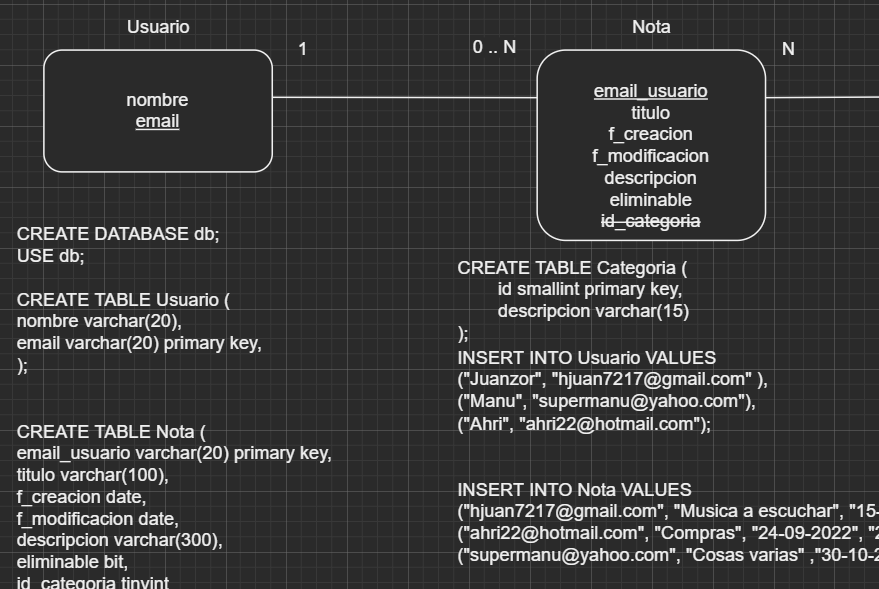 Usuario
1
0 .. N
Nota
N
nombre
email
email_usuario
titulo
f_creacion
f_modificacion
descripcion
eliminable
id_categoria
CREATE DATABASE db;
USE db;
CREATE TABLE Usuario (
nombre varchar(20),
email varchar(20) primary key,
);
CREATE TABLE Nota (
email_usuario varchar(20) primary key,
titulo varchar(100),
f_creacion date,
f_modificacion date,
descripcion varchar(300),
eliminable bit,
id_categoria tinyint
CREATE TABLE Categoria (
id smallint primary key,
descripcion varchar(15)
);
INSERT INTO Usuario VALUES
("Juanzor", "hjuan7217@gmail.com" ),
("Manu", "supermanu@yahoo.com"),
("Ahri", "ahri22@hotmail.com");
INSERT INTO Nota VALUES
("hjuan7217@gmail.com", "Musica a escuchar", "15-
("ahri22@hotmail.com", "Compras", "24-09-2022", "2
("supermanu@yahoo.com", "Cosas varias" ,"30-10-2